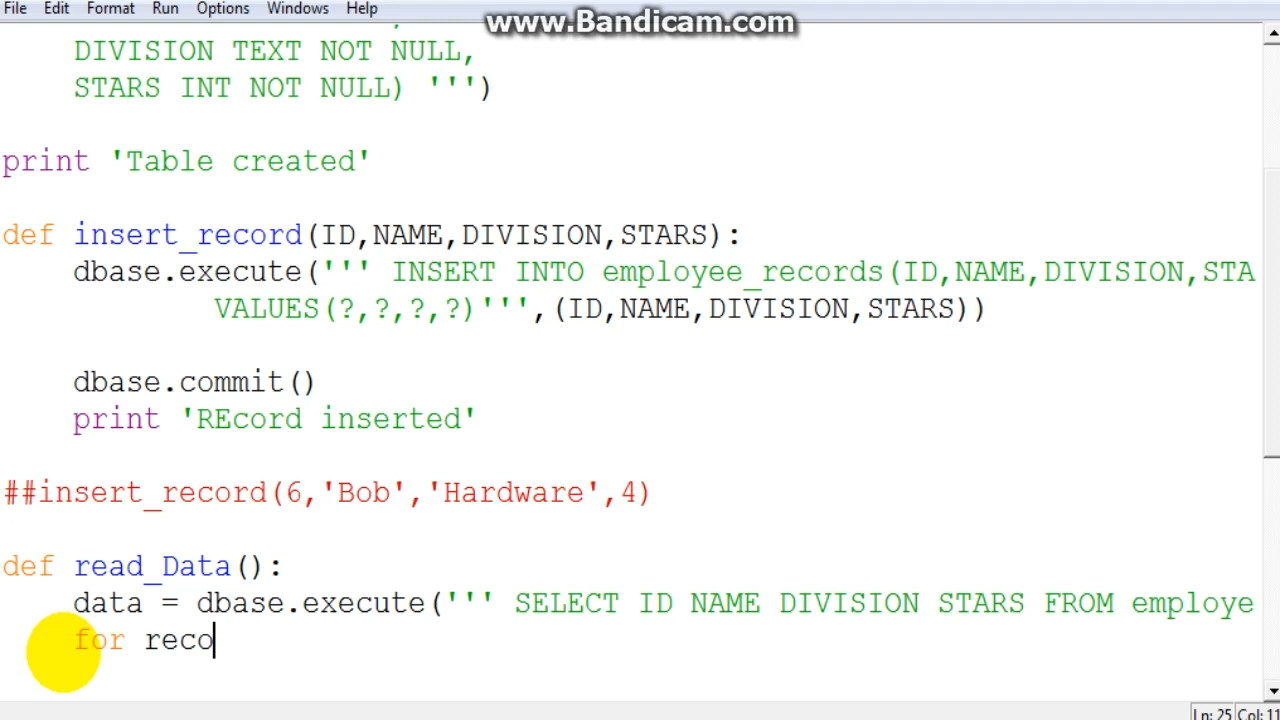 File Edit Format Run Options Windows Help
www.Bandicam.com
DIVISION TEXT NOT NULL,
STARS INT NOT NULL) ''')
print 'Table created'
def insert_record(ID,NAME,DIVISION,STARS):
dbase.execute(''' INSERT INTO employee_records(ID,NAME,DIVISION,STA
VALUES(?,?,?,?)''',(ID,NAME,DIVISION,STARS))
dbase.commit()
print 'REcord inserted'
##insert_record(6,'Bob','Hardware',4)
def read_Data():
data = dbase.execute(''' SELECT ID NAME DIVISION STARS FROM employe
for reco
Ln: 25 Col: 11